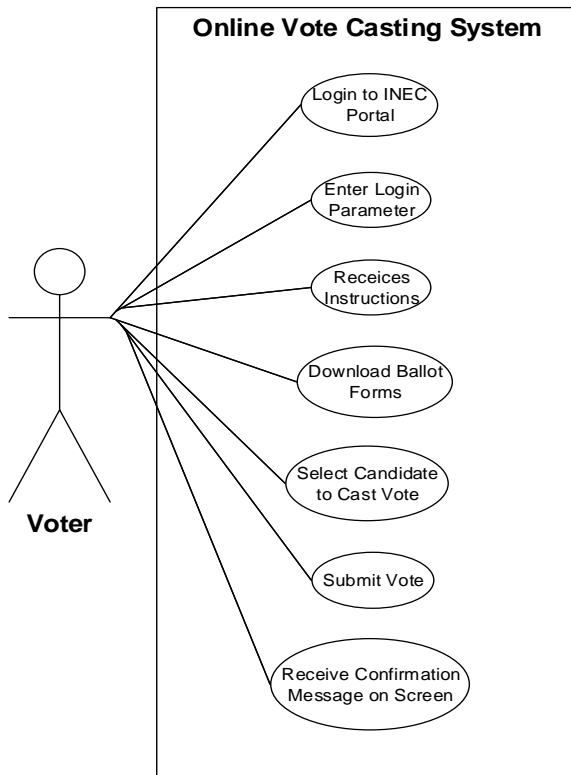 Online Vote Casting System
Login to INEC
Portal
Enter Login
Parameter
Receices
Instructions
Download Ballot
Forms
Select Candidate
to Cast Vote
Voter
Submit Vote
Receive Confirmation
Message on Screen